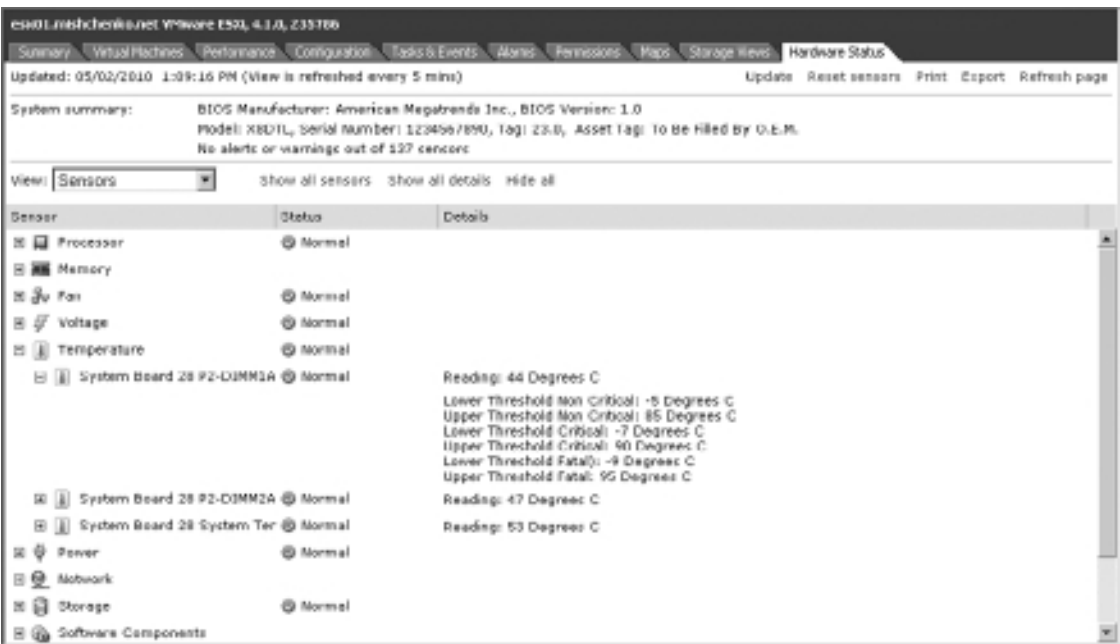 esxi01.mishchenko.net VMware ESXi, 4.1.0, 235786
Summary Virtual Machines Performance Configuration Tasks & Events Alarms Permissions Maps Storage Views Hardware Status
Updated: 05/02/2010 1:09:16 PM (View is refreshed every 5 mins) Update Reset sensors Print Export Refresh page
System summary: BIOS Manufacturer: American Megatrends Inc., BIOS Version: 1.0
Model: X8DTL, Serial Number: 1234567890, Tag: 23.0, Asset Tag: To Be Filled By O.E.M.
No alerts or warnings out of 137 sensors
View: Sensors Show all sensors Show all details Hide all
Sensor Status Details
Processor Normal
Memory
Fan Normal
Voltage Normal
Temperature Normal
System Board 28 P2-DIMM1A Normal Reading: 44 Degrees C
Lower Threshold Non Critical: -5 Degrees C
Upper Threshold Non Critical: 85 Degrees C
Lower Threshold Critical: -7 Degrees C
Upper Threshold Critical: 90 Degrees C
Lower Threshold Fatal): -9 Degrees C
Upper Threshold Fatal: 95 Degrees C
System Board 28 P2-DIMM2A Normal Reading: 47 Degrees C
System Board 28 System Ter Normal Reading: 53 Degrees C
Power Normal
Network
Storage Normal
Software Components